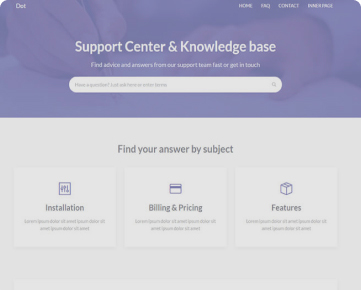 Dot
HOME FAQ CONTACT INNER PAGE
Support Center & Knowledge base
Find advice and answers from our support team fast or get in touch
Have a question? Just ask here or enter terms
Find your answer by subject
Installation
Lorem ipsum dolor sit amet ipsum dolor sit
amet ipsum dolor sit amet
Billing & Pricing
Lorem ipsum dolor sit amet ipsum dolor sit
amet ipsum dolor sit amet
Features
Lorem ipsum dolor sit amet ipsum dolor sit
amet ipsum dolor sit amet